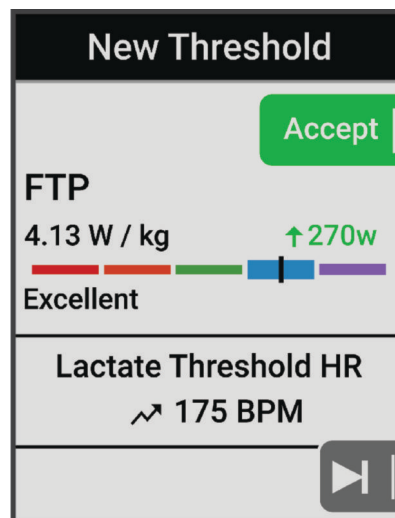 New Threshold
Accept
FTP
4.13 W / kg ↑270w
Excellent
Lactate Threshold HR
175 BPM